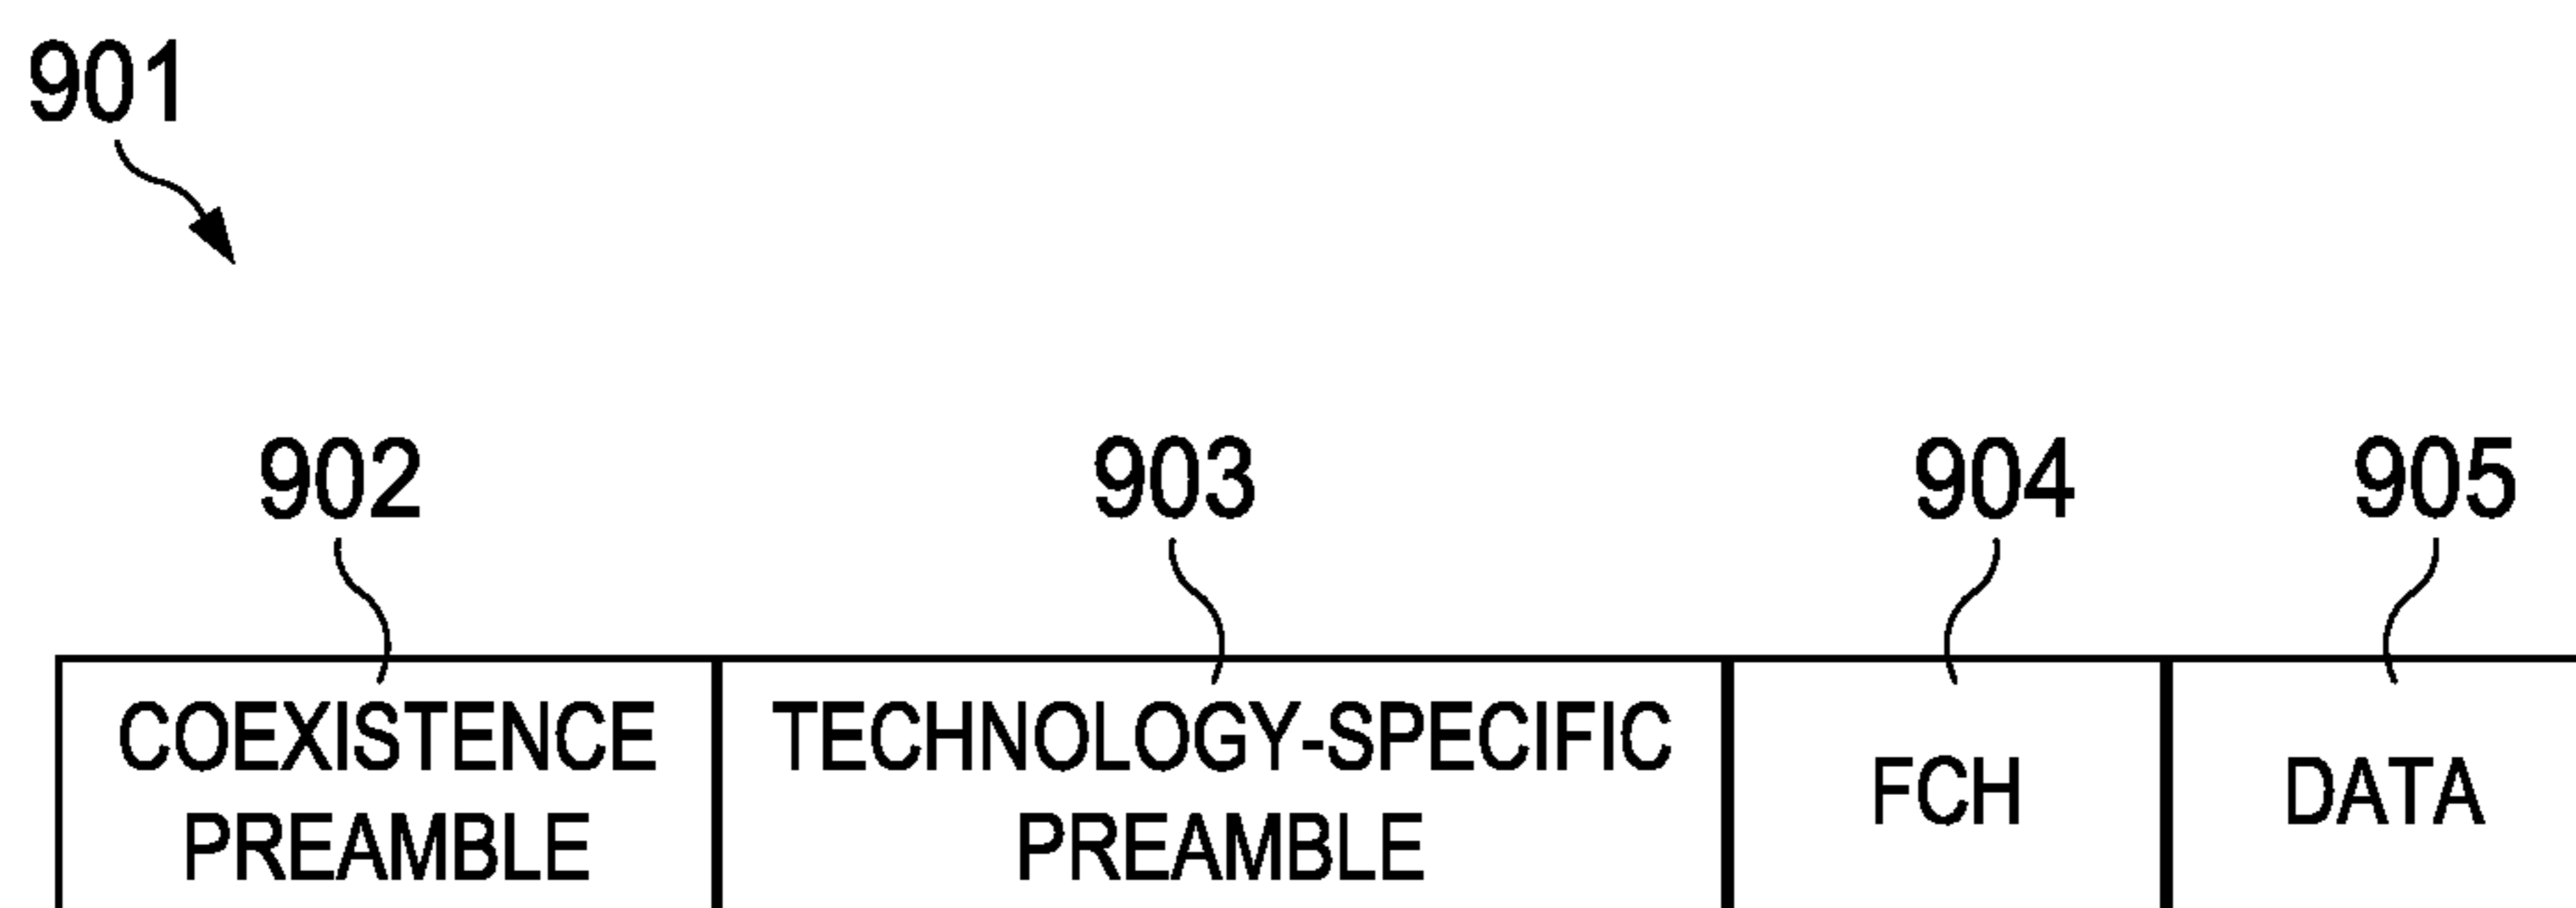 901
902
903
904
905
COEXISTENCE
PREAMBLE
TECHNOLOGY-SPECIFIC
PREAMBLE
FCH
DATA